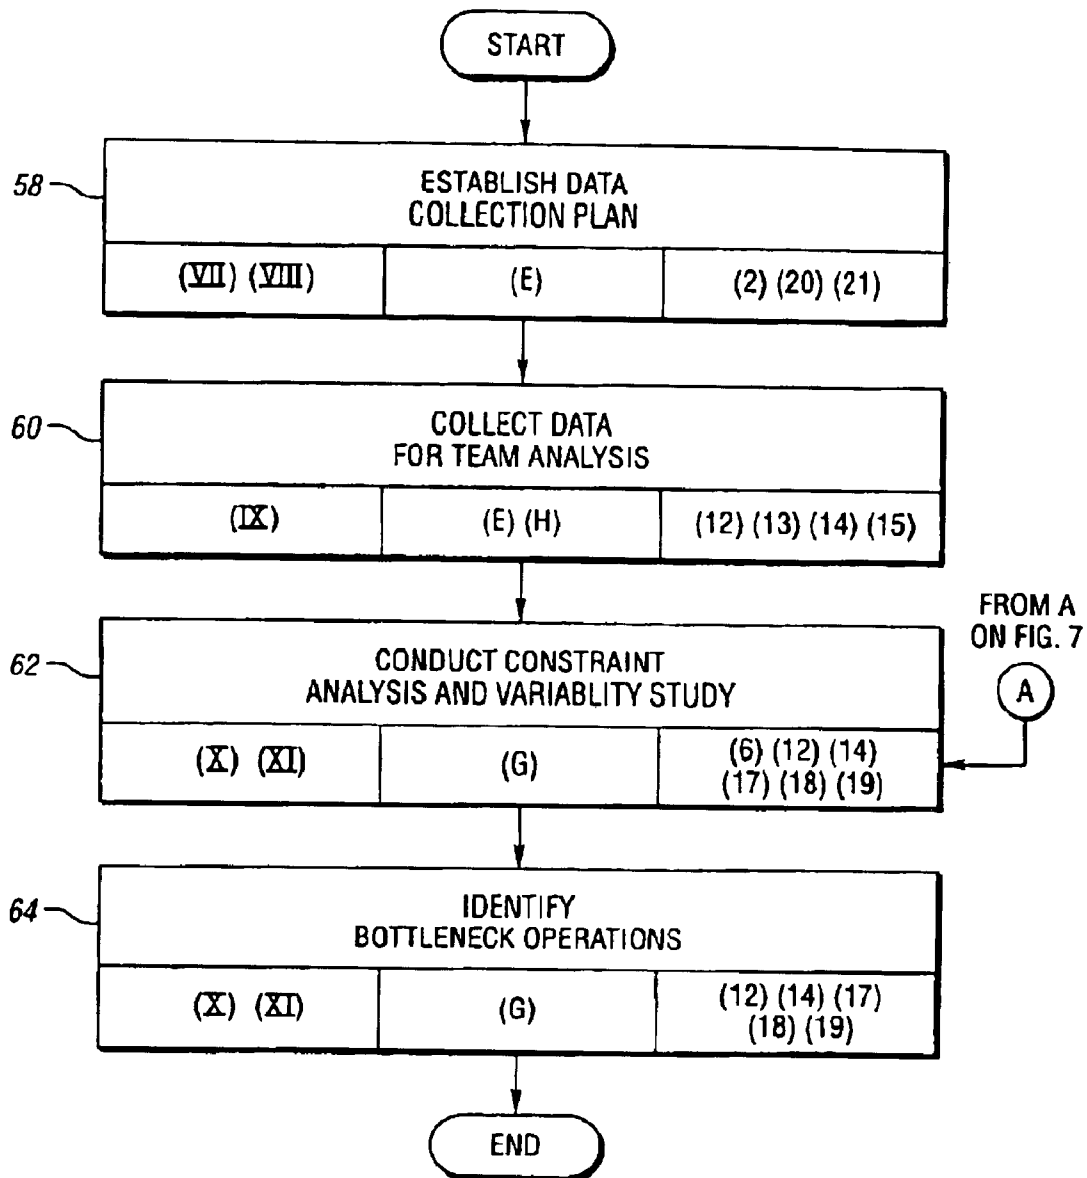 START
58
ESTABLISH DATA
COLLECTION PLAN
(VII) (VIII)
(E)
(2) (20) (21)
60
COLLECT DATA
FOR TEAM ANALYSIS
(IX)
(E) (H)
(12) (13) (14) (15)
FROM A
ON FIG. 7
A
62
CONDUCT CONSTRAINT
ANALYSIS AND VARIABLITY STUDY
(X) (XI)
(G)
(6) (12) (14)
(17) (18) (19)
64
IDENTIFY
BOTTLENECK OPERATIONS
(X) (XI)
(G)
(12) (14) (17)
(18) (19)
END